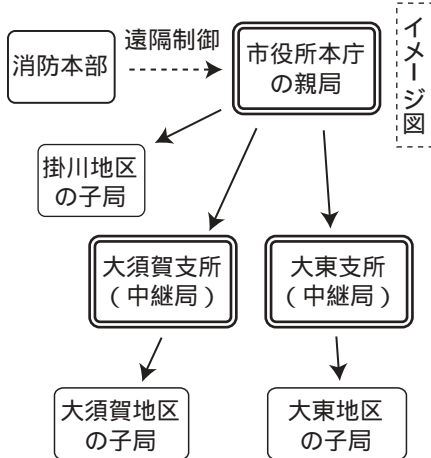 イメージ図
遠隔制御
消防本部
市役所本庁
の親局
掛川地区
の子局
大須賀支所
（中継局）
大東支所
（中継局）
大須賀地区
の子局
大東地区
の子局